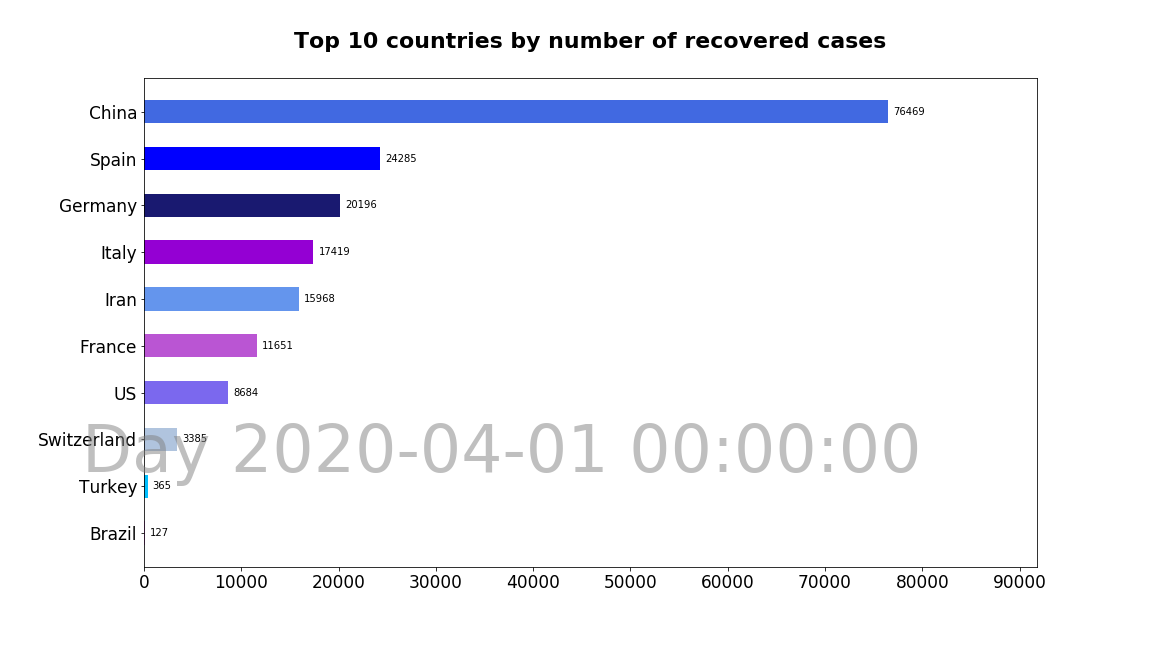 Top 10 countries by number of recovered cases
China 76469
Spain 24285
Germany 20196
Italy 17419
Iran 15968
France 11651
US 8684
Switzerland 3385
Day 2020-04-01 00:00:00
Turkey 365
Brazil 127
0 10000 20000 30000 40000 50000 60000 70000 80000 90000